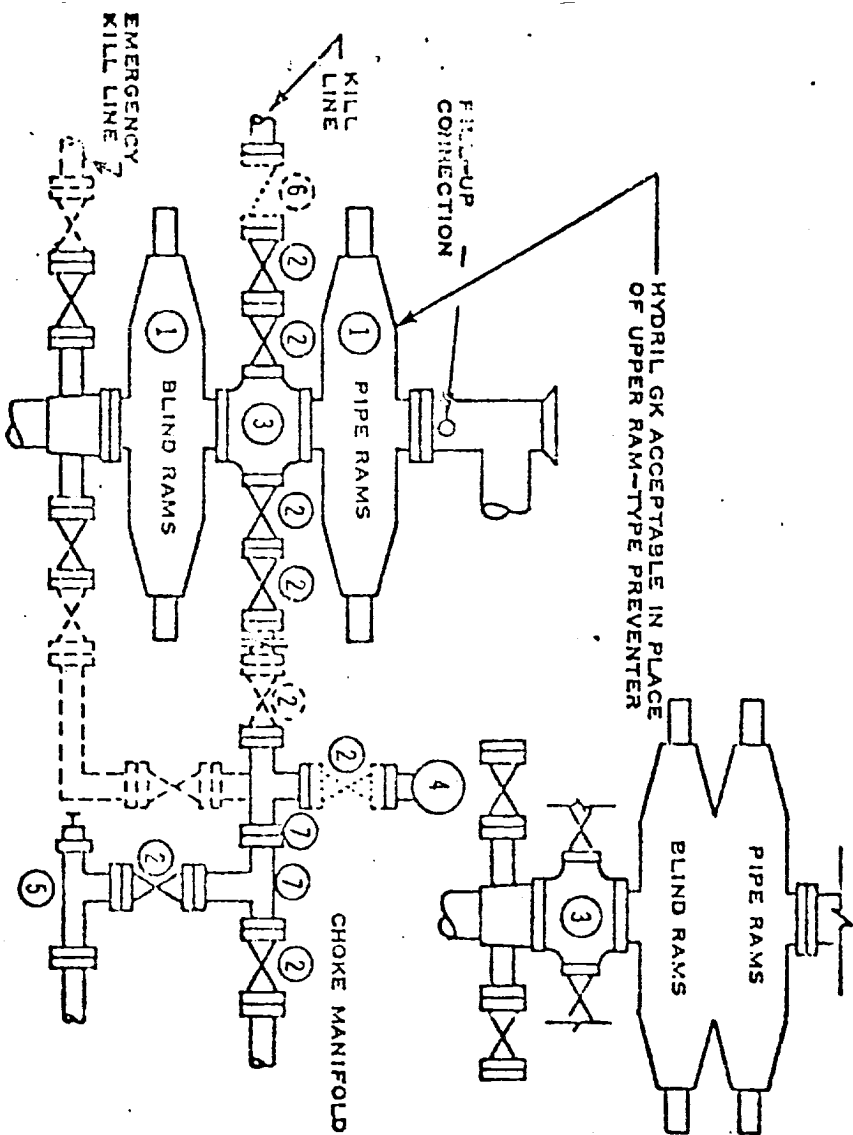 HYDRIL GK ACCEPTABLE IN PLACE
OF UPPER RAM-TYPE PREVENTER
FILL-UP
CONNECTION
KILL
LINE
EMERGENCY
KILL LINE
1 PIPE RAMS
6
2
2
3
2
2
2
1 BLIND RAMS
2
4
7
7
2
2
5
CHOKE MANIFOLD
PIPE RAMS
BLIND RAMS
3